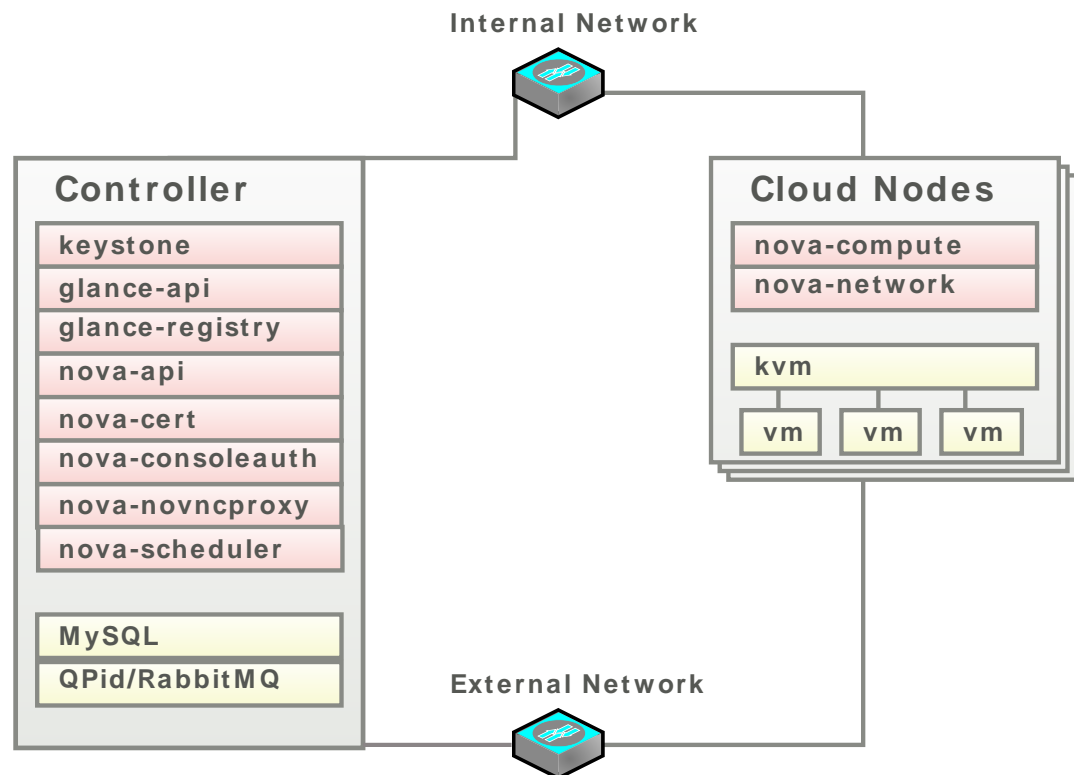 Internal Network
Controller
keystone
glance-api
glance-registry
nova-api
nova-cert
nova-consoleauth
nova-novncproxy
nova-scheduler
MySQL
QPid/RabbitMQ
Cloud Nodes
nova-compute
nova-network
kvm
vm vm vm
External Network